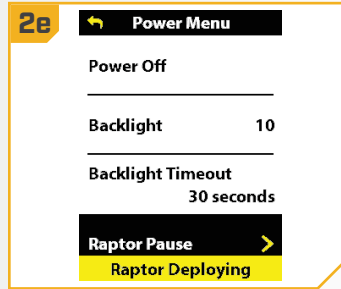 2e
Power Menu
Power Off
Backlight 10
Backlight Timeout
30 seconds
Raptor Pause >
Raptor Deploying